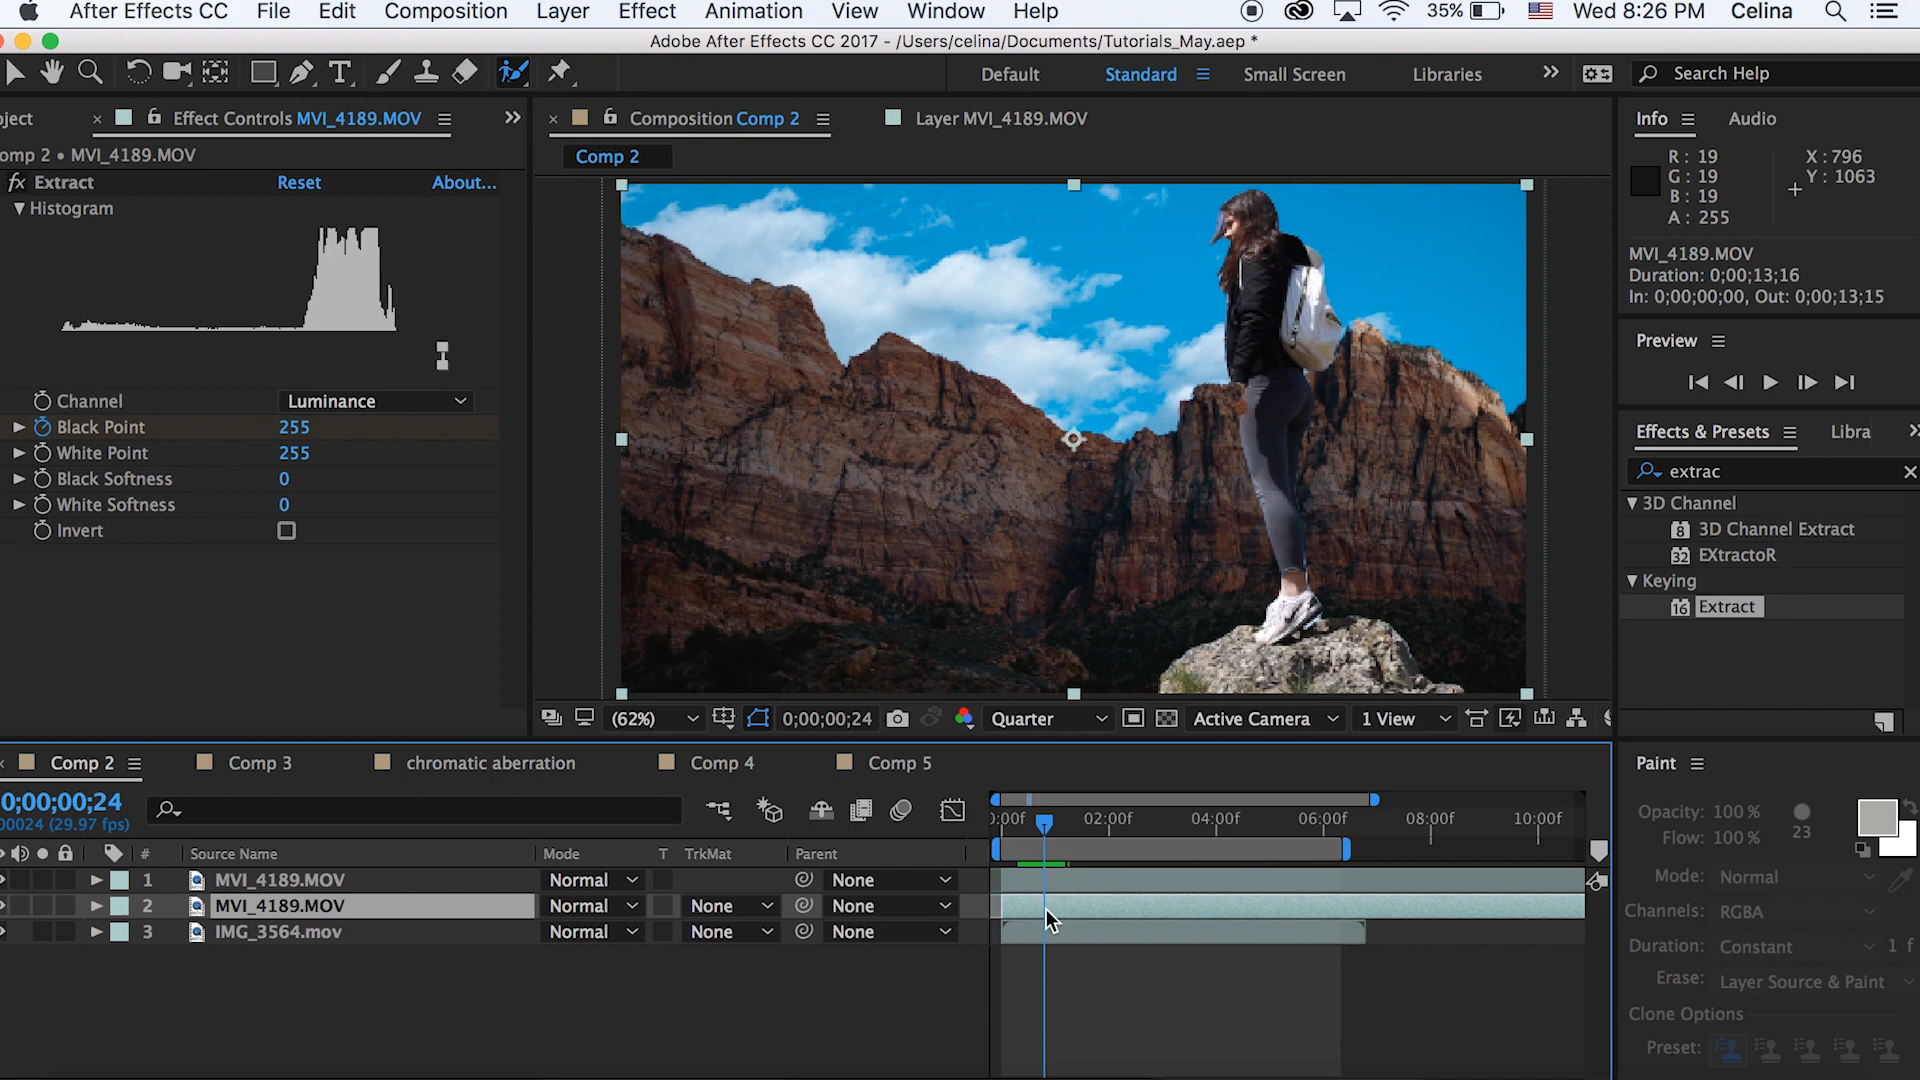 After Effects CC File Edit Composition Layer Effect Animation View Window Help 35% Wed 8:26 PM Celina
Adobe After Effects CC 2017 - /Users/celina/Documents/Tutorials_May.aep *
T Default Standard Small Screen Libraries Search Help
oject Effect Controls MVI_4189.MOV
omp 2 • MVI_4189.MOV
fx Extract Reset About...
Histogram
Channel Luminance
Black Point 255
White Point 255
Black Softness 0
White Softness 0
Invert
Composition Comp 2 Layer MVI_4189.MOV
Comp 2
(62%) 0;00;00;24 Quarter Active Camera 1 View
Info Audio
R: 19 X: 796
G: 19 Y: 1063
B: 19
A: 255
MVI_4189.MOV
Duration: 0;00;13;16
In: 0;00;00;00, Out: 0;00;13;15
Preview
Effects & Presets Libra
extrac
3D Channel
8 3D Channel Extract
32 EXtractoR
Keying
16 Extract
Comp 2 Comp 3 chromatic aberration Comp 4 Comp 5
0;00;00;24
00024 (29.97 fps)
):00f 02:00f 04:00f 06:00f 08:00f 10:00f
# Source Name Mode T TrkMat Parent
1 MVI_4189.MOV Normal None
2 MVI_4189.MOV Normal None None
3 IMG_3564.mov Normal None None
Paint
Opacity: 100 %
Flow: 100 % 23
Mode: Normal
Channels: RGBA
Duration: Constant 1 f
Erase: Layer Source & Paint
Clone Options
Preset: